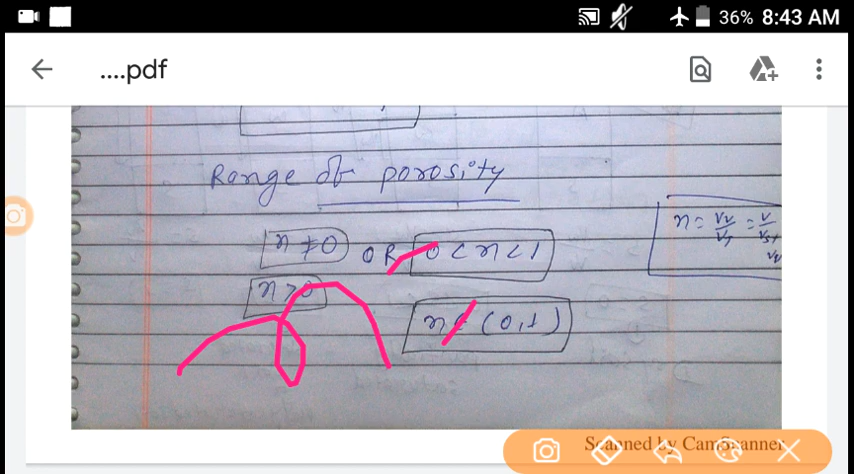 36% 8:43 AM
....pdf
Range of porosity
n ≠ 0 OR 0 < n < 1
n > 0
n ∈ (0,1)
n = Vv
Scanned by CamScanner